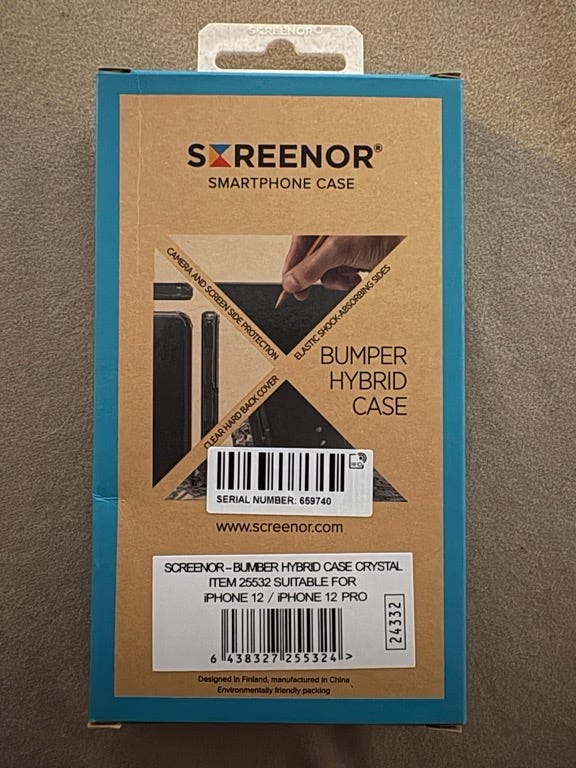 SCREENOR
SCREENOR®
SMARTPHONE CASE
CAMERA AND SCREEN SIDE PROTECTION
ELASTIC SHOCK-ABSORBING SIDES
BUMPER
HYBRID
CASE
CLEAR HARD BACK COVER
SERIAL NUMBER: 659740
www.screenor.com
SCREENOR – BUMBER HYBRID CASE CRYSTAL
ITEM 25532 SUITABLE FOR
iPHONE 12 / iPHONE 12 PRO
24332
6 438327 255324 >
Designed in Finland, manufactured in China
Environmentally friendly packing